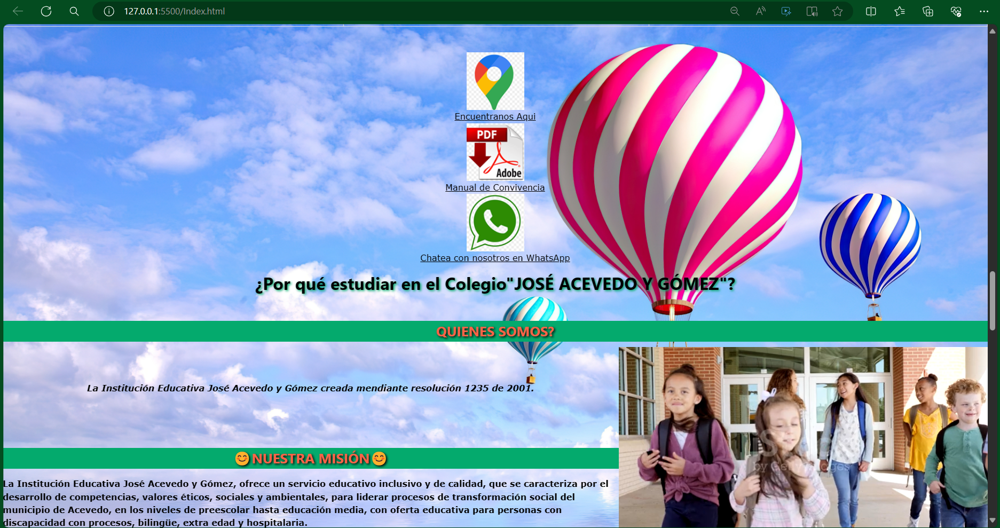 127.0.0.1:5500/Index.html
Encuentranos Aqui
PDF
Adobe
Manual de Convivencia
Chatea con nosotros en WhatsApp
¿Por qué estudiar en el Colegio"JOSÉ ACEVEDO Y GÓMEZ"?
QUIENES SOMOS?
La Institución Educativa José Acevedo y Gómez creada mendiante resolución 1235 de 2001.
😊NUESTRA MISIÓN😊
La Institución Educativa José Acevedo y Gómez, ofrece un servicio educativo inclusivo y de calidad, que se caracteriza por el
desarrollo de competencias, valores éticos, sociales y ambientales, para liderar procesos de transformación social del
municipio de Acevedo, en los niveles de preescolar hasta educación media, con oferta educativa para personas con
discapacidad con procesos, bilingüe, extra edad y hospitalaria.
by Getty Images